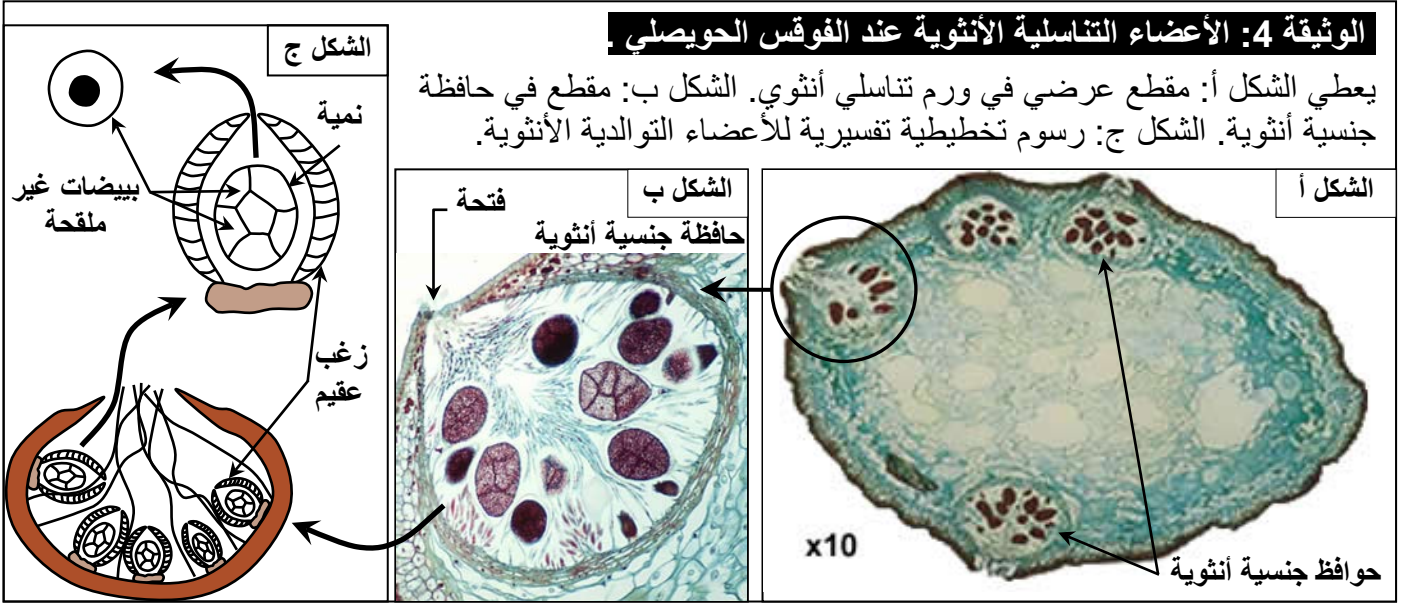 الوثيقة 4: الأعضاء التناسلية الأنثوية عند الفوقس الحويصلي .
يعطي الشكل أ: مقطع عرضي في ورم تناسلي أنثوي. الشكل ب: مقطع في حافظة
جنسية أنثوية. الشكل ج: رسوم تخطيطية تفسيرية للأعضاء التوالدية الأنثوية.
الشكل أ
حوافظ جنسية أنثوية
x10
الشكل ب
فتحة
حافظة جنسية أنثوية
الشكل ج
نمية
بييضات غير
ملقحة
زغب
عقيم